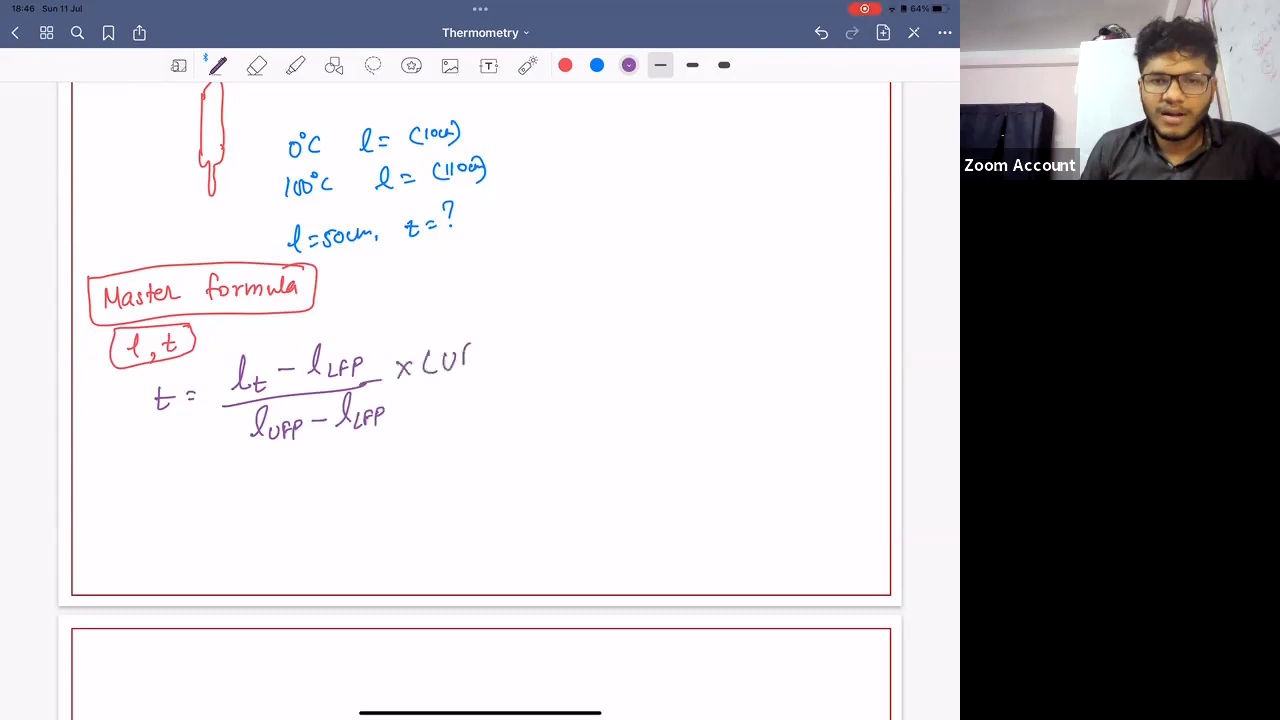 18:46 Sun 11 Jul
64%
Thermometry
T
0°C l = (10cm)
100°C l = (110cm)
l = 50cm, t = ?
Master formula
l, t
t = l_t - l_LFP / l_UFP - l_LFP × (UF
Zoom Account